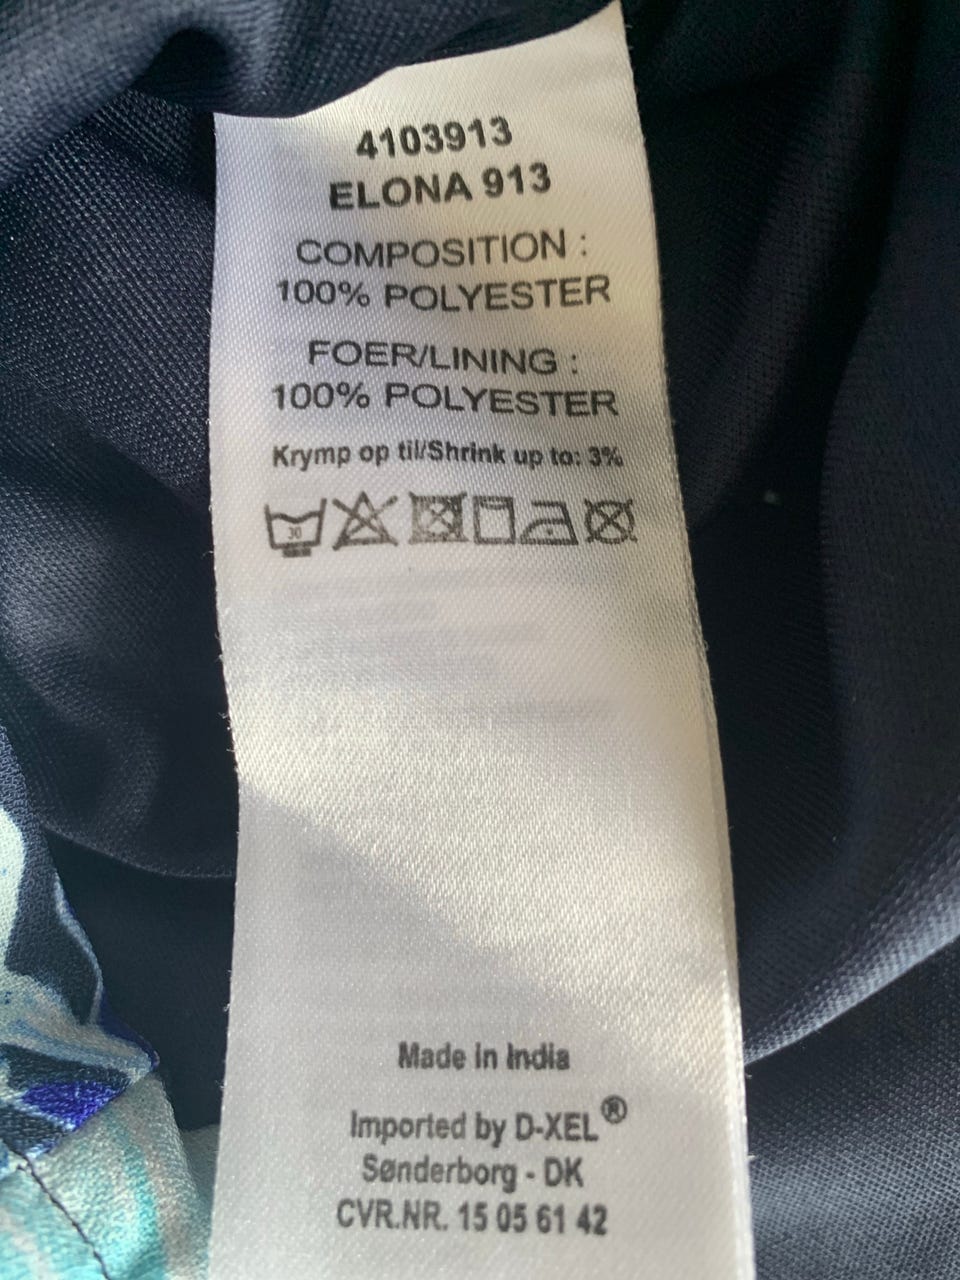 4103913
ELONA 913
COMPOSITION :
100% POLYESTER
FOER/LINING :
100% POLYESTER
Krymp op til/Shrink up to: 3%
30
Made in India
Imported by D-XEL®
Sønderborg - DK
CVR.NR. 15 05 61 42